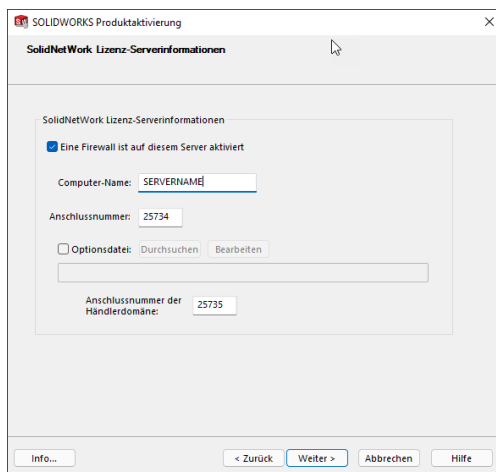 SOLIDWORKS Produktaktivierung
SolidNetWork Lizenz-Serverinformationen
SolidNetWork Lizenz-Serverinformationen
Eine Firewall ist auf diesem Server aktiviert
Computer-Name: SERVERNAME
Anschlussnummer: 25734
Optionsdatei: Durchsuchen Bearbeiten
Anschlussnummer der
Händlerdomäne: 25735
Info... < Zurück Weiter > Abbrechen Hilfe